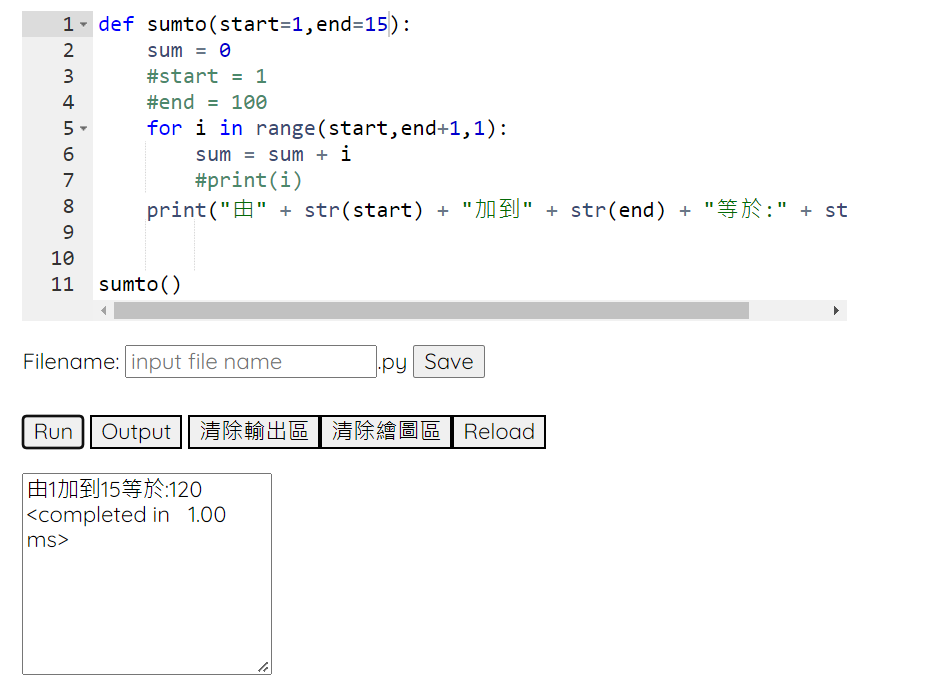 1 def sumto(start=1,end=15):
2 sum = 0
3 #start = 1
4 #end = 100
5 for i in range(start,end+1,1):
6 sum = sum + i
7 #print(i)
8 print("由" + str(start) + "加到" + str(end) + "等於:" + st
9
10
11 sumto()
Filename: input file name .py Save
Run Output 清除輸出區 清除繪圖區 Reload
由1加到15等於:120
<completed in 1.00
ms>